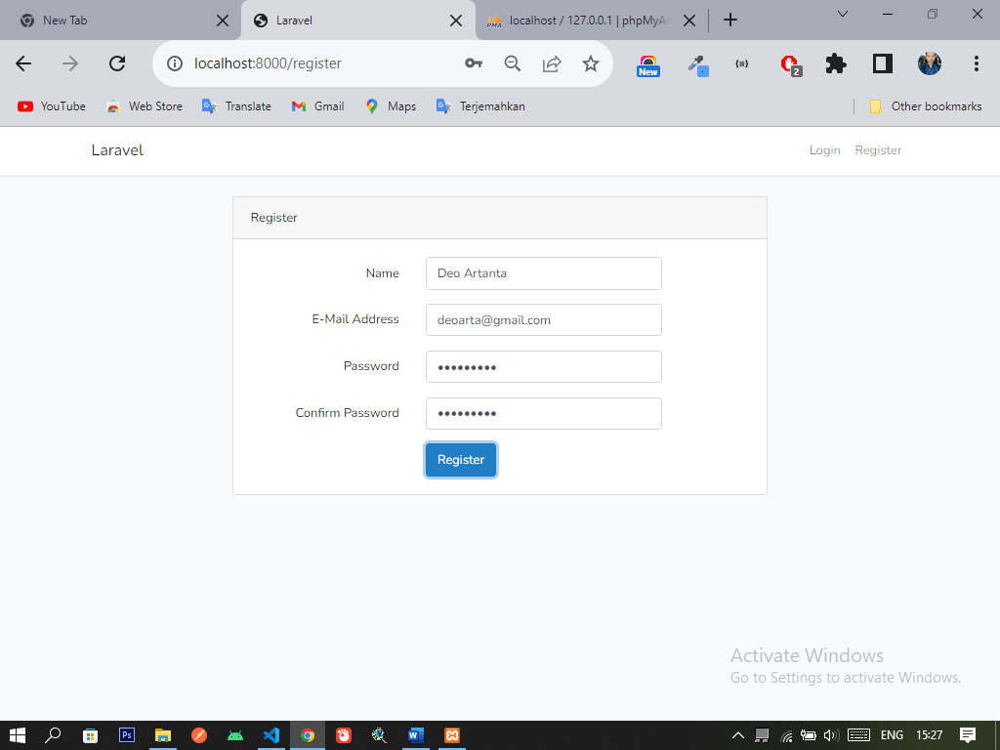 New Tab
Laravel
localhost / 127.0.0.1 | phpMyA
localhost:8000/register
New
2
YouTube
Web Store
Translate
Gmail
Maps
Terjemahkan
Other bookmarks
Laravel
Login
Register
Register
Name
Deo Artanta
E-Mail Address
deoarta@gmail.com
Password
•••••••••
Confirm Password
•••••••••
Register
Activate Windows
Go to Settings to activate Windows.
Ps
W
ENG
15:27